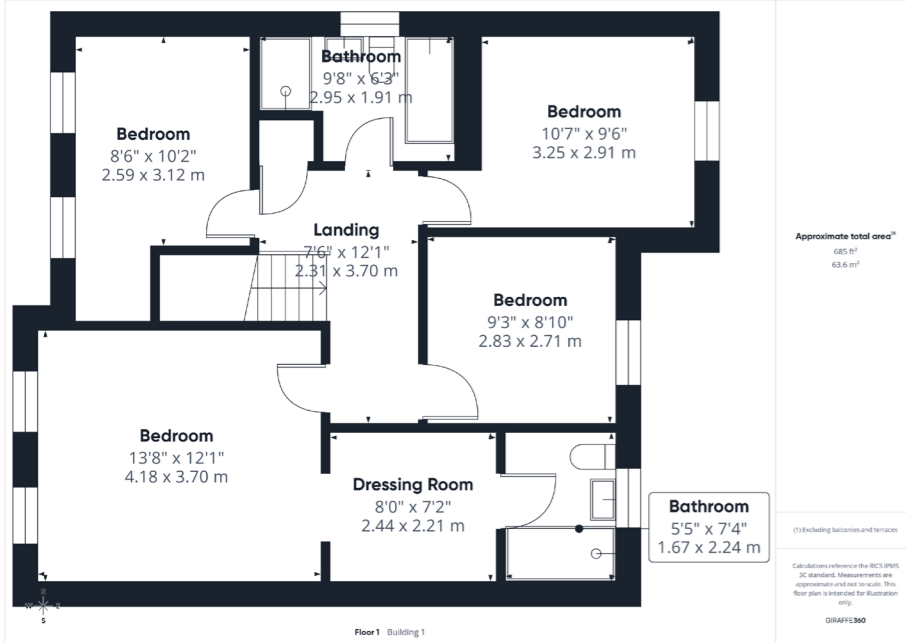 Bathroom
9'8" x 6'3"
2.95 x 1.91 m
Bedroom
8'6" x 10'2"
2.59 x 3.12 m
Bedroom
10'7" x 9'6"
3.25 x 2.91 m
Landing
7'6" x 12'1"
2.31 x 3.70 m
Bedroom
9'3" x 8'10"
2.83 x 2.71 m
Bedroom
13'8" x 12'1"
4.18 x 3.70 m
Dressing Room
8'0" x 7'2"
2.44 x 2.21 m
Bathroom
5'5" x 7'4"
1.67 x 2.24 m
S
Floor 1 Building 1
Approximate total area(1)
685 ft²
63.6 m²
(1) Excluding balconies and terraces
Calculations reference the RICS IPMS
3C standard. Measurements are
approximate and not to scale. This
floor plan is intended for illustration
only.
GIRAFFE360